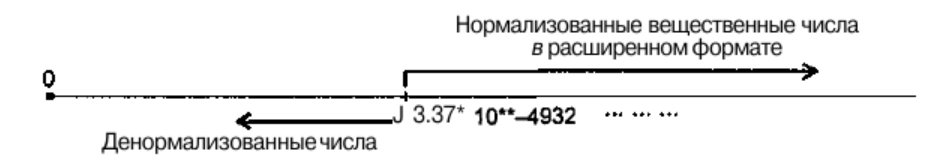 Нормализованные вещественные числа
в расширенном формате
0
J 3.37* 10**–4932 ... ... ...
Денормализованные числа